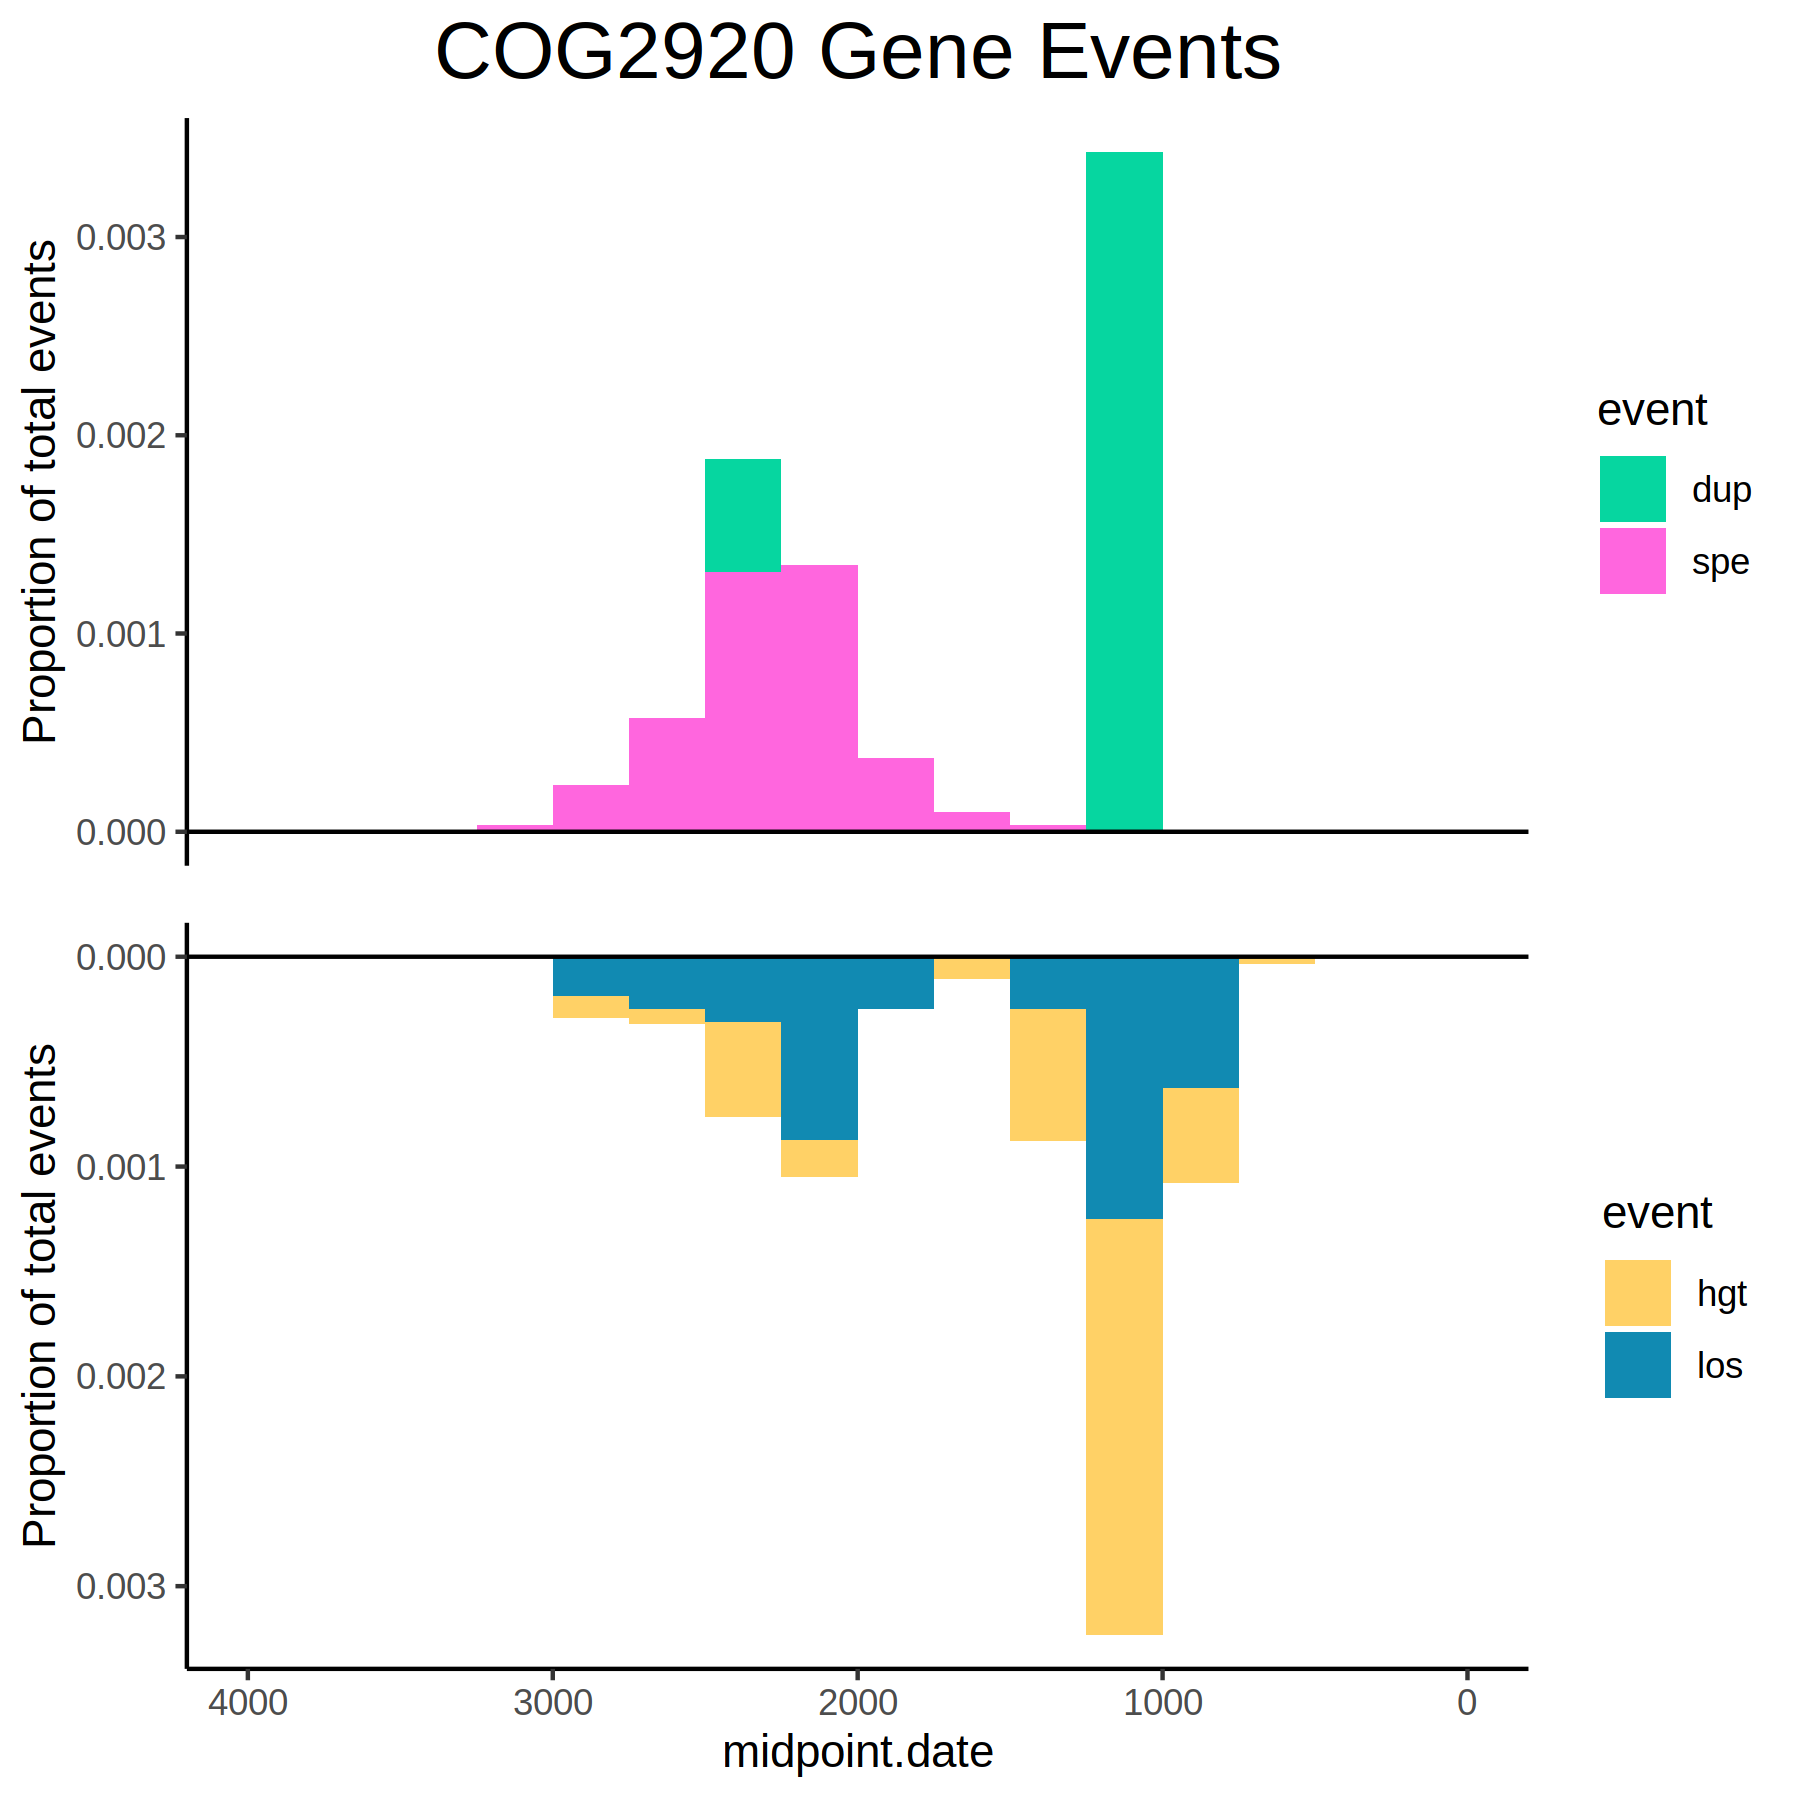 COG2920 Gene Events
Proportion of total events
0.003
0.002
0.001
0.000
event
dup
spe
Proportion of total events
0.000
0.001
0.002
0.003
event
hgt
los
4000 3000 2000 1000 0
midpoint.date